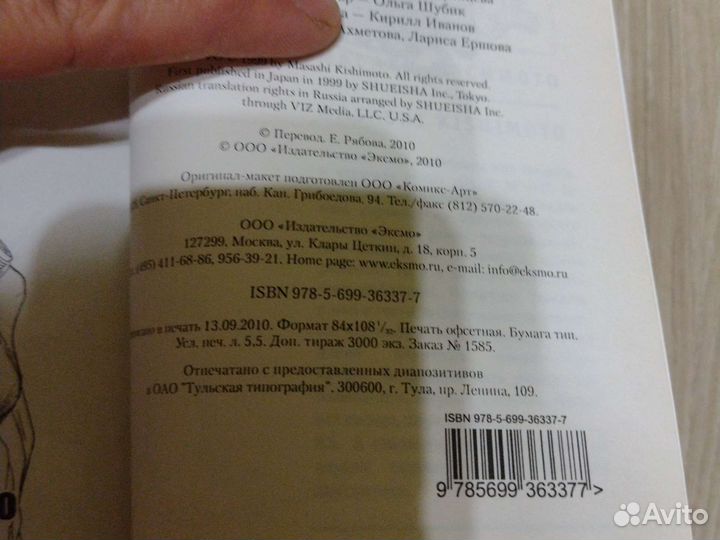 — Ольга Шубик
— Кирилл Иванов
Ахметова, Лариса Ершова
1999 by Masashi Kishimoto. All rights reserved.
First published in Japan in 1999 by SHUEISHA Inc., Tokyo.
Russian translation rights in Russia arranged by SHUEISHA Inc.
through VIZ Media, LLC, U.S.A.
© Перевод. Е. Рябова, 2010
© ООО «Издательство «Эксмо», 2010
Оригинал-макет подготовлен ООО «Комикс-Арт»
Санкт-Петербург, наб. Кан. Грибоедова, 94. Тел./факс (812) 570-22-48.
ООО «Издательство «Эксмо»
127299, Москва, ул. Клары Цеткин, д. 18, корп. 5
(495) 411-68-86, 956-39-21. Home page: www.eksmo.ru, e-mail: info@eksmo.ru
ISBN 978-5-699-36337-7
в печать 13.09.2010. Формат 84x108 1/32. Печать офсетная. Бумага тип.
Усл. печ. л. 5,5. Доп. тираж 3000 экз. Заказ № 1585.
Отпечатано с предоставленных диапозитивов
в ОАО "Тульская типография". 300600, г. Тула, пр. Ленина, 109.
ISBN 978-5-699-36337-7
9 785699 363377 >
Avito